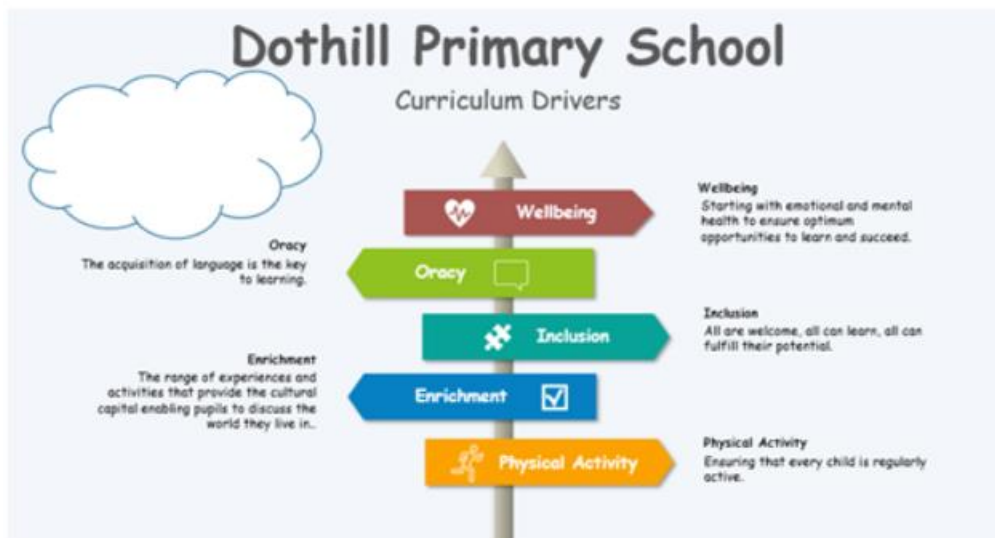 Dothill Primary School
Curriculum Drivers
Wellbeing
Wellbeing
Starting with emotional and mental
health to ensure optimum
opportunities to learn and succeed.
Oracy
The acquisition of language is the key
to learning.
Oracy
Inclusion
Inclusion
All are welcome, all can learn, all can
fulfill their potential.
Enrichment
The range of experiences and
activities that provide the cultural
capital enabling pupils to discuss the
world they live in..
Enrichment
Physical Activity
Physical Activity
Ensuring that every child is regularly
active.